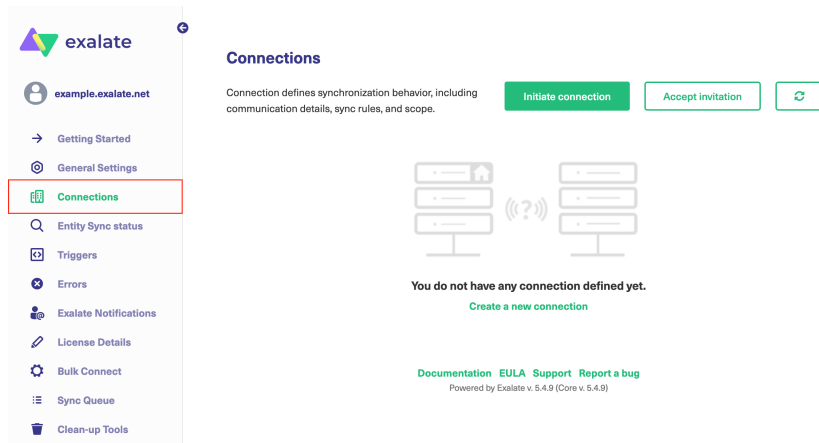 exalate
example.exalate.net
Getting Started
General Settings
Connections
Entity Sync status
Triggers
Errors
Exalate Notifications
License Details
Bulk Connect
Sync Queue
Clean-up Tools
Connections
Connection defines synchronization behavior, including
communication details, sync rules, and scope.
Initiate connection
Accept invitation
?
You do not have any connection defined yet.
Create a new connection
Documentation EULA Support Report a bug
Powered by Exalate v. 5.4.9 (Core v. 5.4.9)